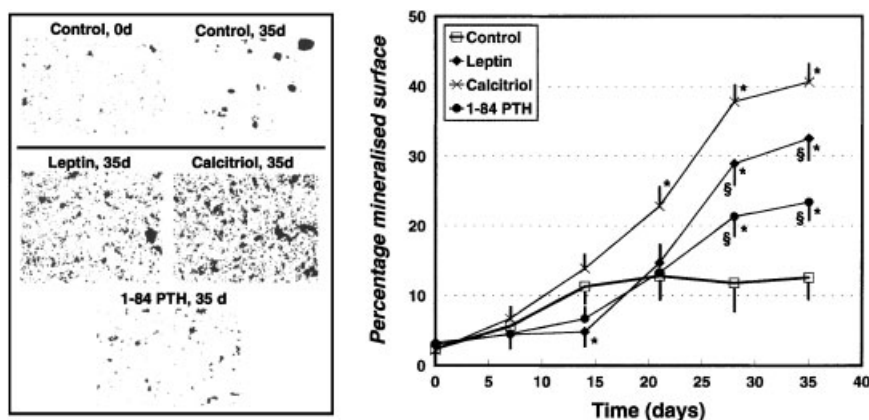 Control, 0d
Control, 35d
Leptin, 35d
Calcitriol, 35d
1-84 PTH, 35 d
Percentage mineralised surface
50
40
30
20
10
0
Control
Leptin
Calcitriol
1-84 PTH
*
*
*
*
§ *
§ *
§ *
§ *
0 5 10 15 20 25 30 35 40
Time (days)